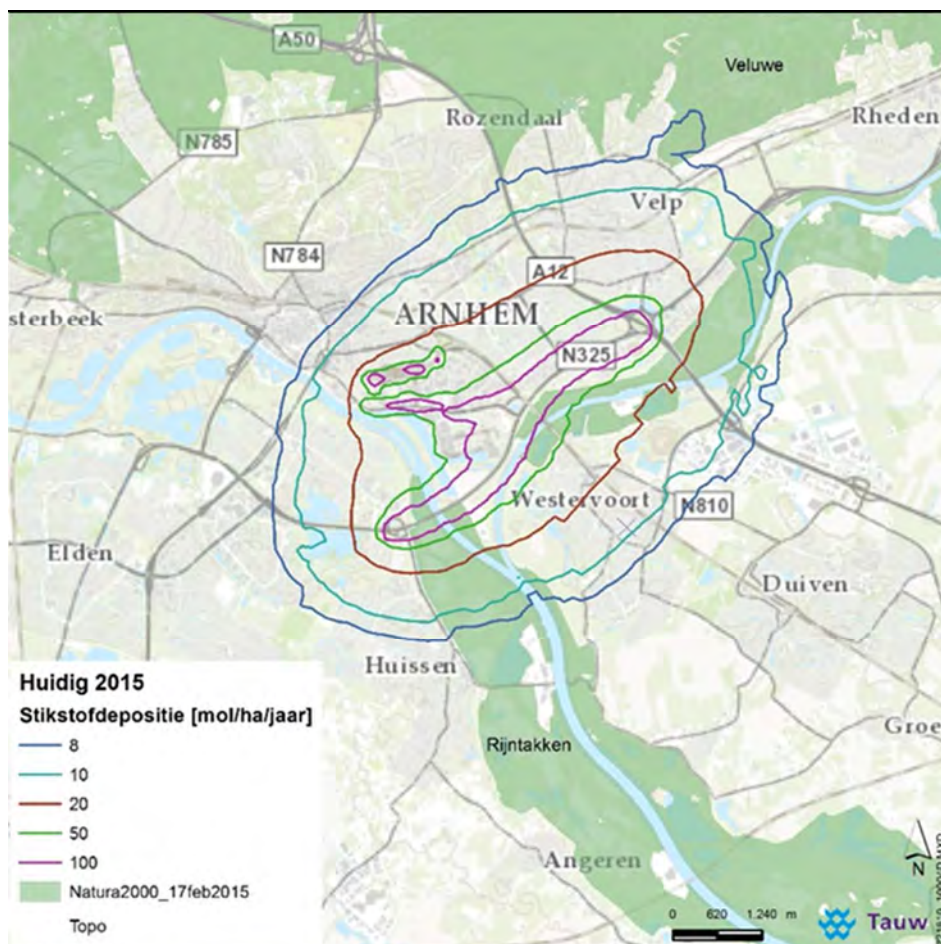 A50
Veluwe
Rozendaal
Rheden
N785
Velp
N784
A12
sterbeek
ARNHEM
N325
Westervoort
N810
Elden
Duiven
Huissen
Groe
Rijntakken
Angeren
Huidig 2015
Stikstofdepositie [mol/ha/jaar]
8
10
20
50
100
Natura2000_17feb2015
Topo
N
0 620 1.240 m
Tauw